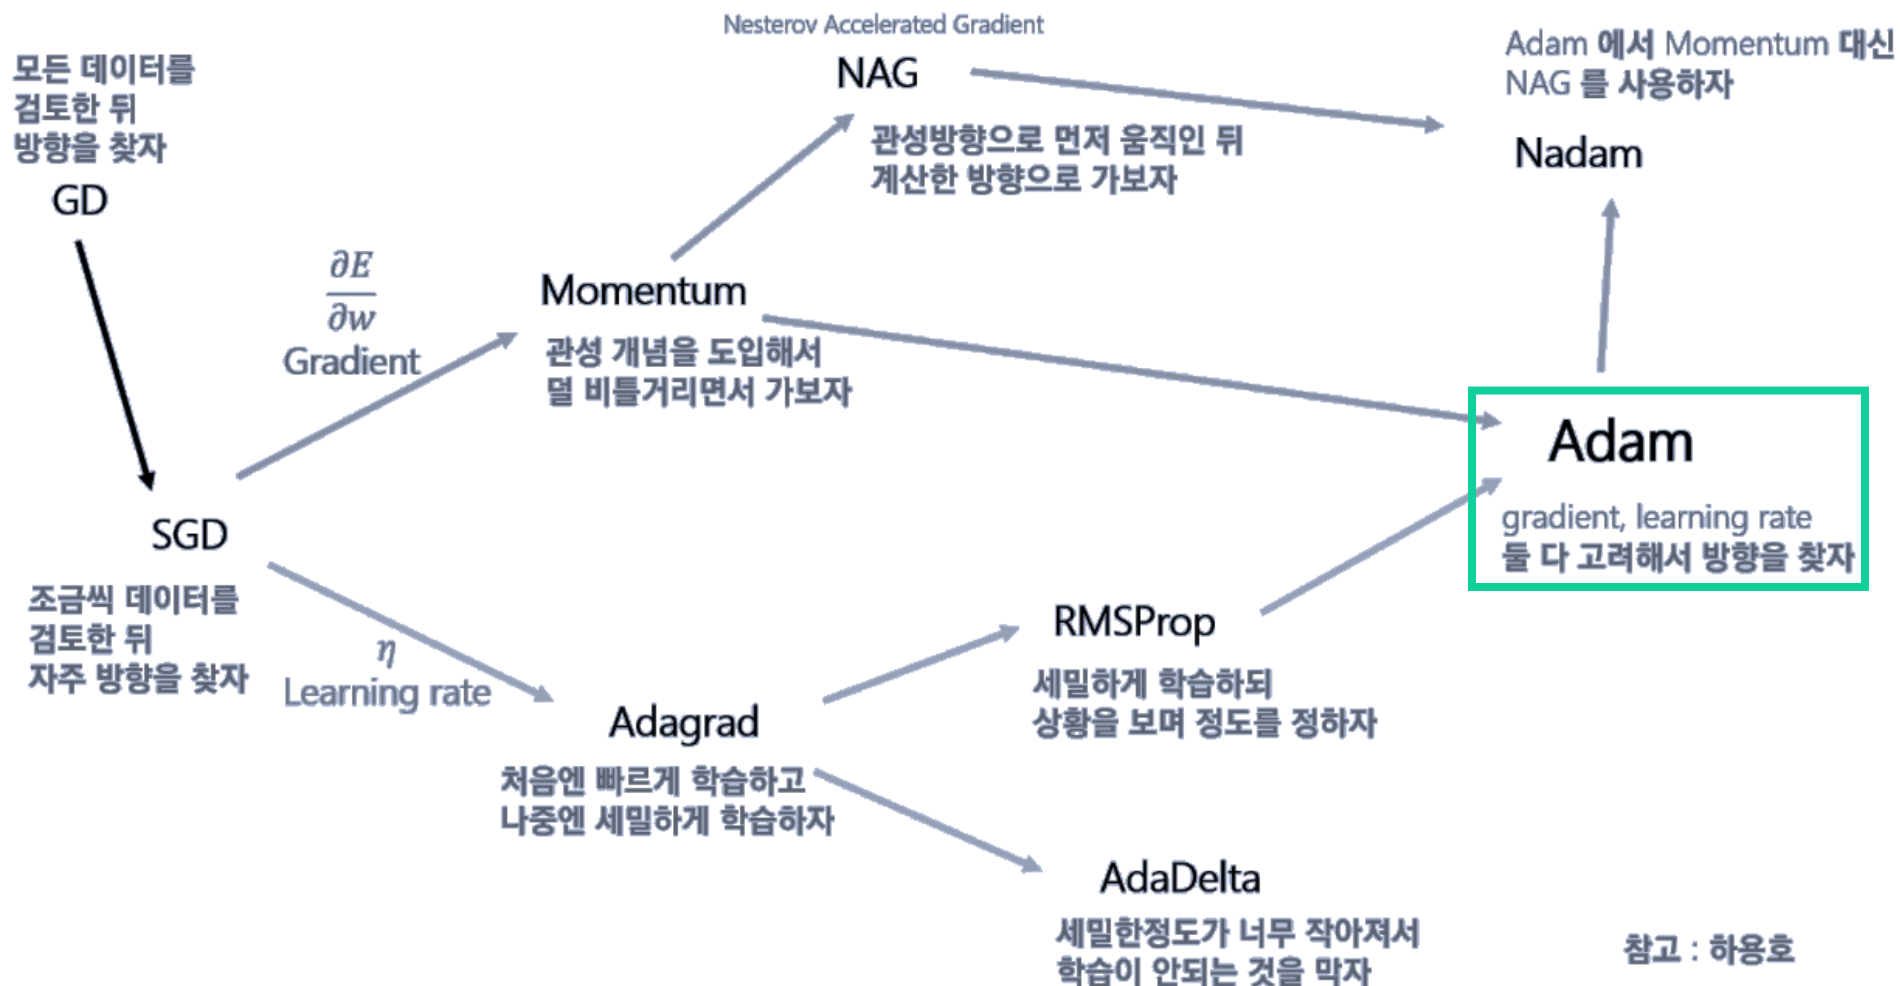 모든 데이터를
검토한 뒤
방향을 찾자
GD
Nesterov Accelerated Gradient
NAG
관성방향으로 먼저 움직인 뒤
계산한 방향으로 가보자
Adam 에서 Momentum 대신
NAG 를 사용하자
Nadam
∂E
∂w
Gradient
Momentum
관성 개념을 도입해서
덜 비틀거리면서 가보자
Adam
gradient, learning rate
둘 다 고려해서 방향을 찾자
SGD
조금씩 데이터를
검토한 뒤
자주 방향을 찾자
η
Learning rate
Adagrad
처음엔 빠르게 학습하고
나중엔 세밀하게 학습하자
RMSProp
세밀하게 학습하되
상황을 보며 정도를 정하자
AdaDelta
세밀한정도가 너무 작아져서
학습이 안되는 것을 막자
참고 : 하용호